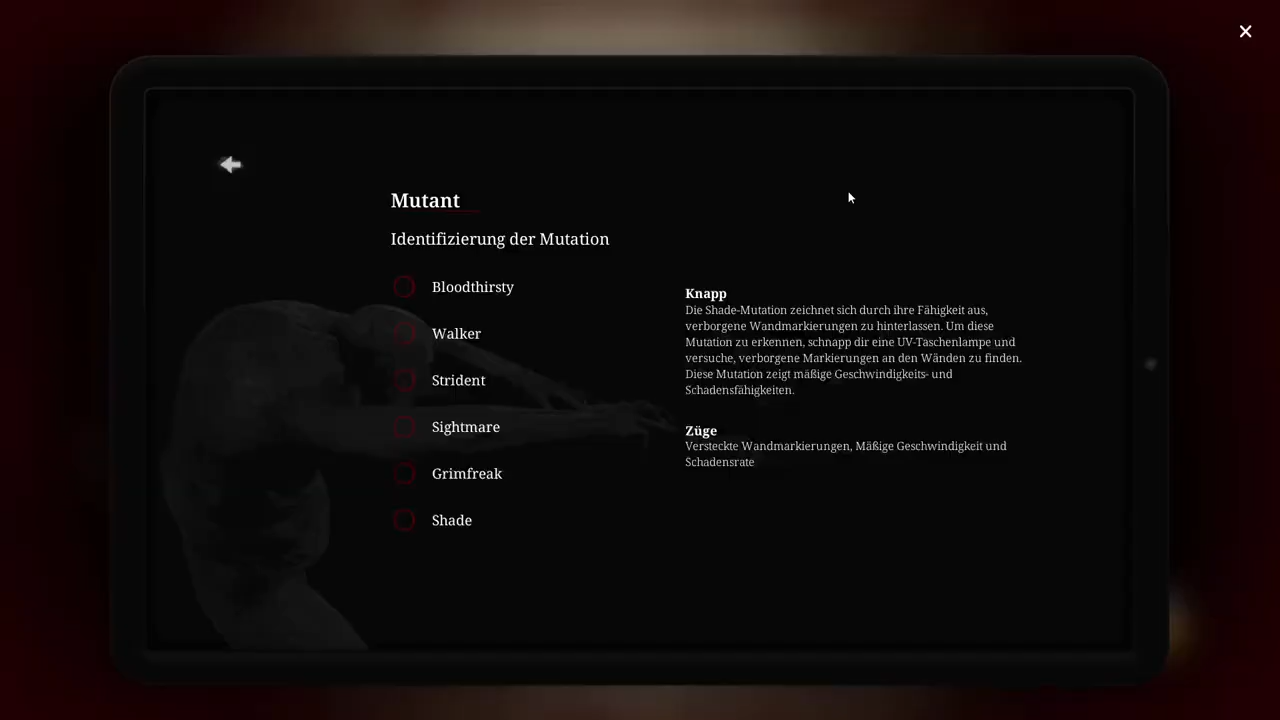 Mutant
Identifizierung der Mutation
Bloodthirsty
Walker
Strident
Sightmare
Grimfreak
Shade
Knapp
Die Shade-Mutation zeichnet sich durch ihre Fähigkeit aus,
verborgene Wandmarkierungen zu hinterlassen. Um diese
Mutation zu erkennen, schnapp dir eine UV-Taschenlampe und
versuche, verborgene Markierungen an den Wänden zu finden.
Diese Mutation zeigt mäßige Geschwindigkeits- und
Schadensfähigkeiten.
Züge
Versteckte Wandmarkierungen, Mäßige Geschwindigkeit und
Schadensrate